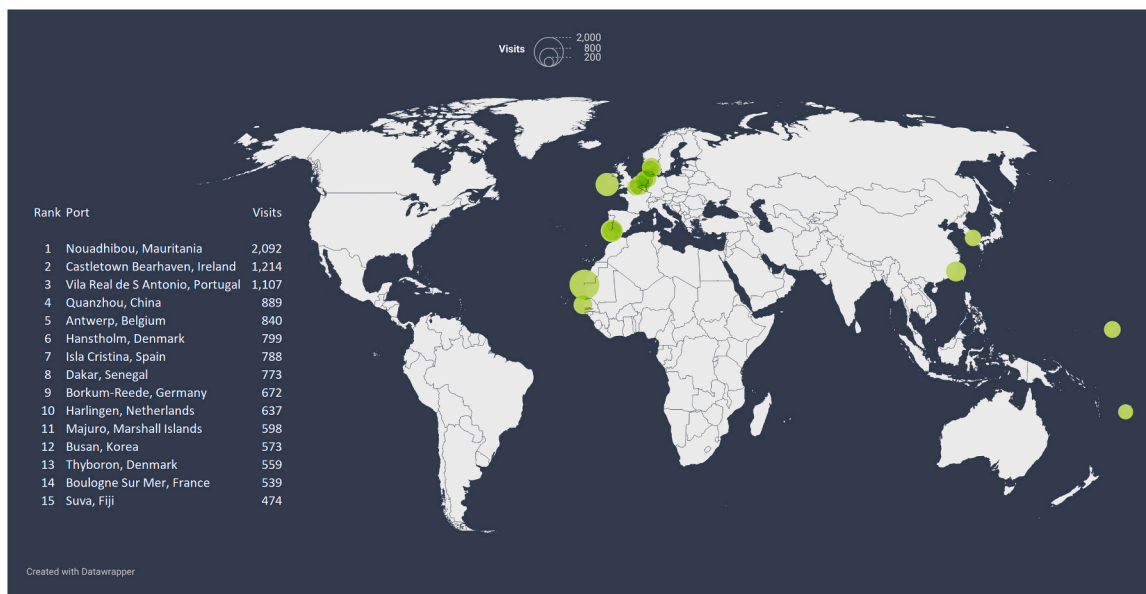 Visits
2,000
800
200
Rank Port Visits
1 Nouadhibou, Mauritania 2,092
2 Castletown Bearhaven, Ireland 1,214
3 Vila Real de S Antonio, Portugal 1,107
4 Quanzhou, China 889
5 Antwerp, Belgium 840
6 Hanstholm, Denmark 799
7 Isla Cristina, Spain 788
8 Dakar, Senegal 773
9 Borkum-Reede, Germany 672
10 Harlingen, Netherlands 637
11 Majuro, Marshall Islands 598
12 Busan, Korea 573
13 Thyboron, Denmark 559
14 Boulogne Sur Mer, France 539
15 Suva, Fiji 474
Created with Datawrapper